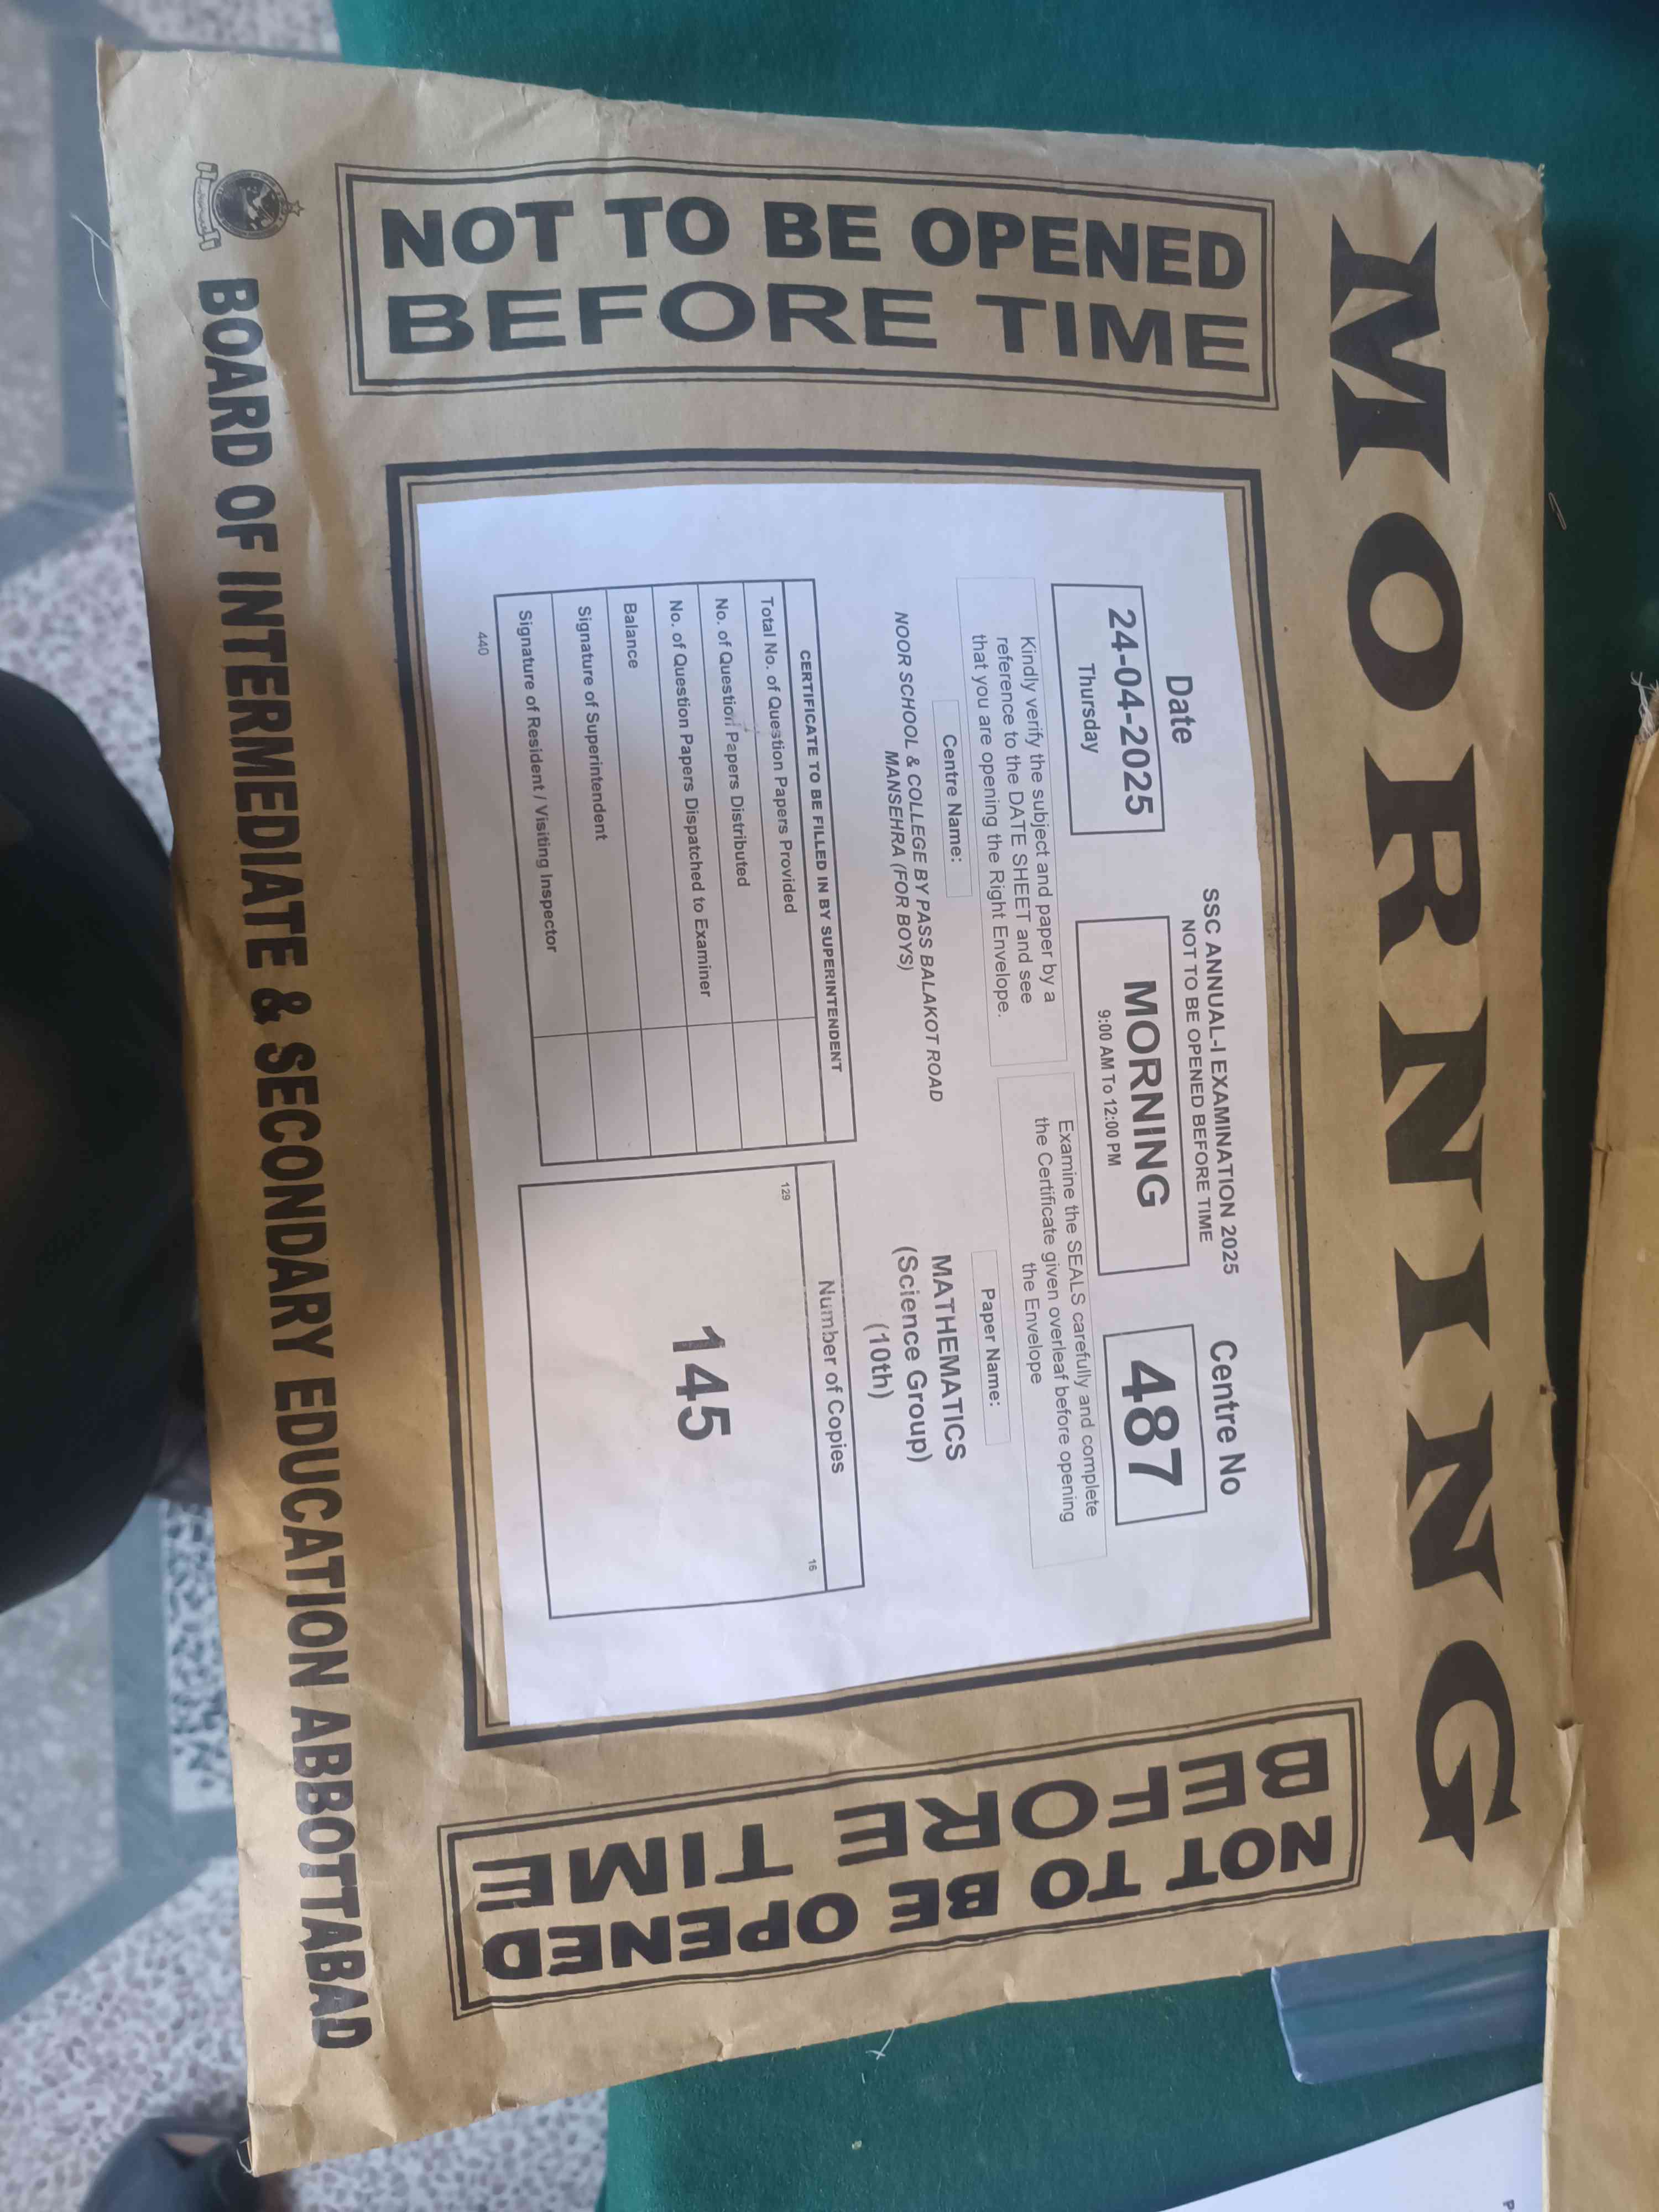 MORNING
NOT TO BE OPENED
BEFORE TIME
SSC ANNUAL-I EXAMINATION 2025
NOT TO BE OPENED BEFORE TIME
Date
24-04-2025
Thursday
MORNING
9:00 AM To 12:00 PM
Centre No
487
Kindly verify the subject and paper by a
reference to the DATE SHEET and see
that you are opening the Right Envelope.
Examine the SEALS carefully and complete
the Certificate given overleaf before opening
the Envelope
Centre Name:
NOOR SCHOOL & COLLEGE BY PASS BALAKOT ROAD
MANSEHRA (FOR BOYS)
Paper Name:
MATHEMATICS
(Science Group)
(10th)
CERTIFICATE TO BE FILLED IN BY SUPERINTENDENT
Total No. of Question Papers Provided
No. of Question Papers Distributed
No. of Question Papers Dispatched to Examiner
Balance
Signature of Superintendent
Signature of Resident / Visiting Inspector
440
Number of Copies
129
16
145
NOT TO BE OPENED
BEFORE TIME
BOARD OF INTERMEDIATE & SECONDARY EDUCATION ABBOTTABAD